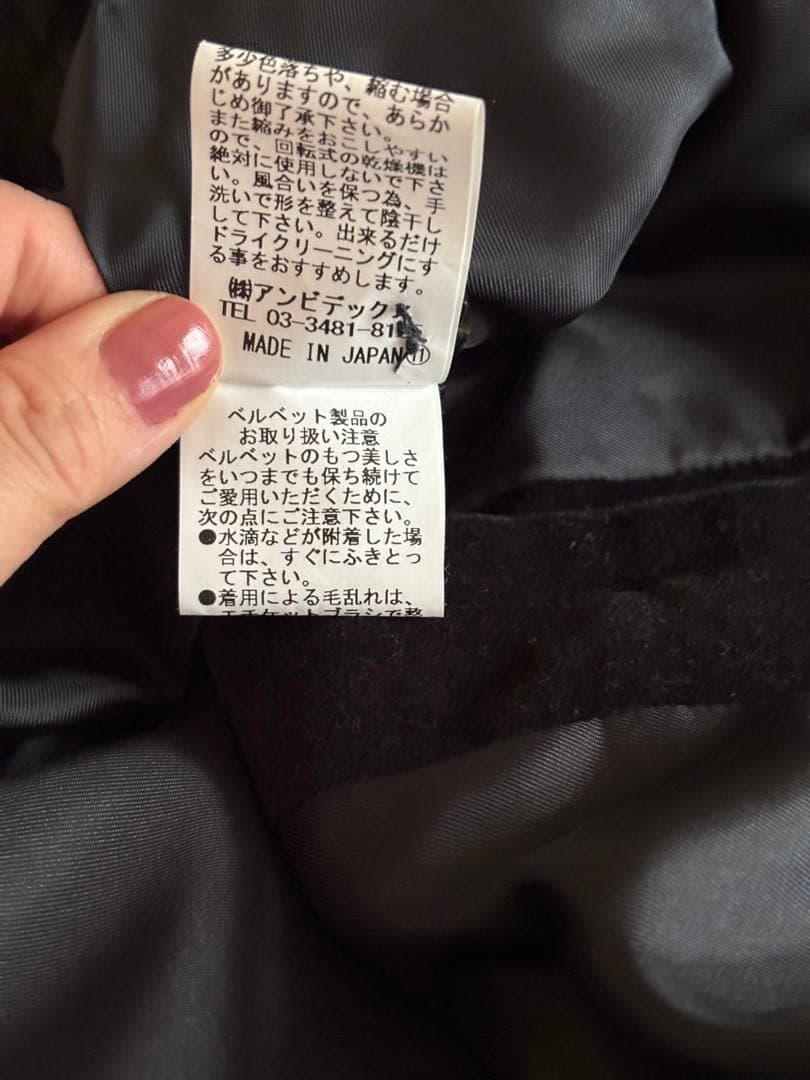 多少色落ちや、縮む場合
がありますので、あらか
じめ御了承下さい。
また縮みをおこしやすい
ので、回転式の乾燥機は
絶対に使用しないで下さ
い。風合いを保つ為、手
洗いで形を整えて陰干し
して下さい。出来るだけ
ドライクリーニングにす
る事をおすすめします。
㈱アンビデックス
TEL 03-3481-81
MADE IN JAPAN⑪
ベルベット製品の
お取り扱い注意
ベルベットのもつ美しさ
をいつまでも保ち続けて
ご愛用いただくために、
次の点にご注意下さい。
●水滴などが附着した場
合は、すぐにふきとっ
て下さい。
●着用による毛乱れは、
エチケットブラシで整